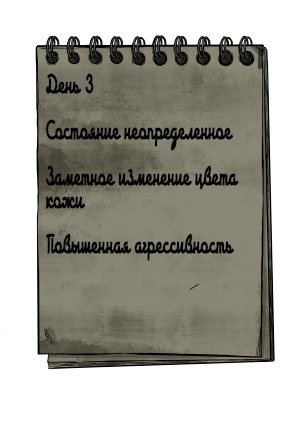 День 3
Состояние неопределенное
Заметное изменение цвета
кожи
Повышенная агрессивность